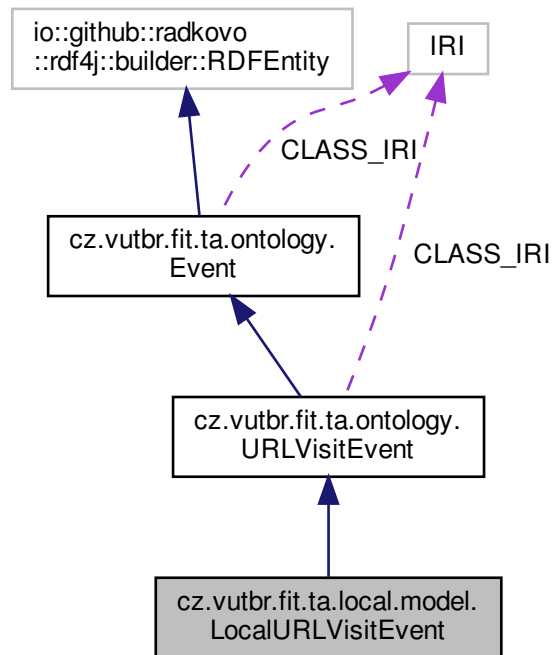 io::github::radkovo
::rdf4j::builder::RDFEntity
IRI
CLASS_IRI
cz.vutbr.fit.ta.ontology.
Event
CLASS_IRI
cz.vutbr.fit.ta.ontology.
URLVisitEvent
cz.vutbr.fit.ta.local.model.
LocalURLVisitEvent